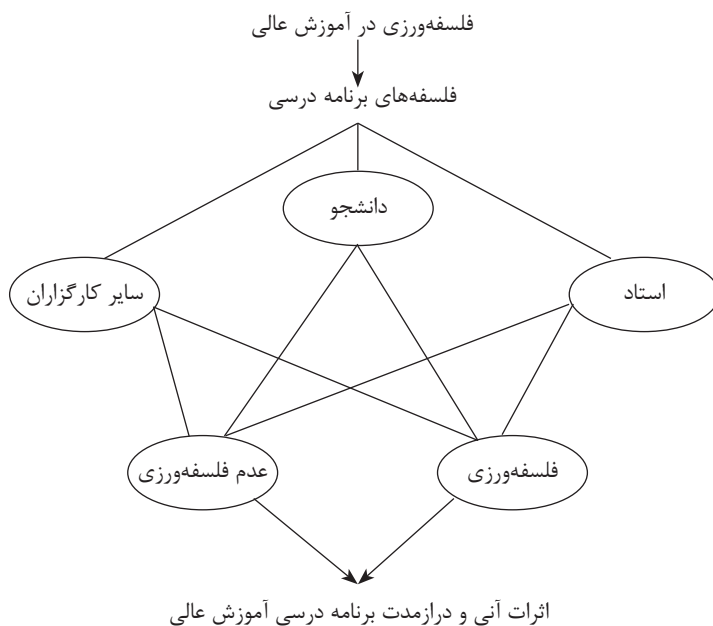 فلسفه‌ورزی در آموزش عالی
فلسفه‌های برنامه درسی
دانشجو
استاد
سایر کارگزاران
فلسفه‌ورزی
عدم فلسفه‌ورزی
اثرات آنی و درازمدت برنامه درسی آموزش عالی